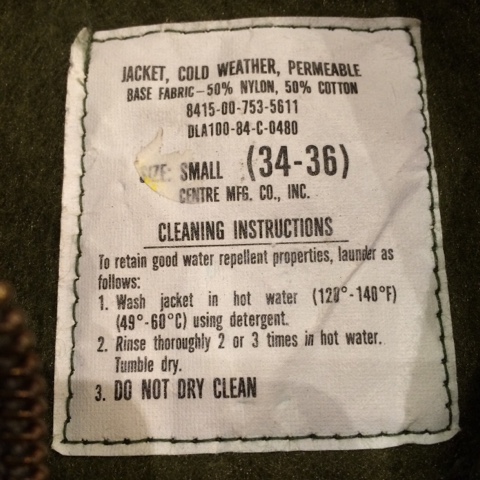 JACKET, COLD WEATHER, PERMEABLE
BASE FABRIC-50% NYLON, 50% COTTON
8415-00-753-5611
DLA100-84-C-0480
SIZE: SMALL (34-36)
CENTRE MFG. CO., INC.
CLEANING INSTRUCTIONS
To retain good water repellent properties, launder as
follows:
1. Wash jacket in hot water (120°-140°F)
(49°-60°C) using detergent.
2. Rinse thoroughly 2 or 3 times in hot water.
Tumble dry.
3. DO NOT DRY CLEAN